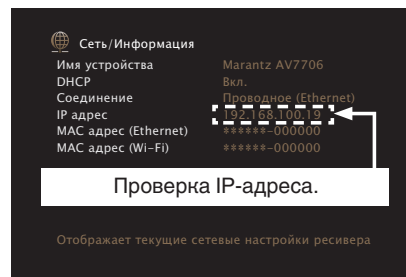 Сеть/Информация
Имя устройства Marantz AV7706
DHCP Вкл.
Соединение Проводное (Ethernet)
IP адрес 192.168.100.19
MAC адрес (Ethernet) ******-000000
MAC адрес (Wi-Fi) ******-000000
Проверка IP-адреса.
Отображает текущие сетевые настройки ресивера